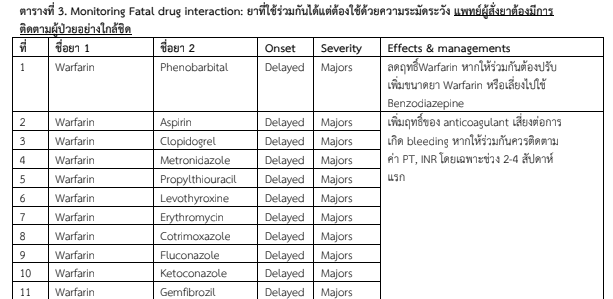 ตารางที่ 3. Monitoring Fatal drug interaction: ยาที่ใช้ร่วมกันได้แต่ต้องใช้ด้วยความระมัดระวัง แพทย์ผู้สั่งยาต้องมีการ
ติดตามผู้ป่วยอย่างใกล้ชิด
ที่ ชื่อยา 1 ชื่อยา 2 Onset Severity Effects & managements
1 Warfarin Phenobarbital Delayed Majors ลดฤทธิ์Warfarin หากให้ร่วมกันต้องปรับ
เพิ่มขนาดยา Warfarin หรือเลี่ยงไปใช้
Benzodiazepine
2 Warfarin Aspirin Delayed Majors เพิ่มฤทธิ์ของ anticoagulant เสี่ยงต่อการ
3 Warfarin Clopidogrel Delayed Majors เกิด bleeding หากให้ร่วมกันควรติดตาม
4 Warfarin Metronidazole Delayed Majors ค่า PT, INR โดยเฉพาะช่วง 2-4 สัปดาห์
5 Warfarin Propylthiouracil Delayed Majors แรก
6 Warfarin Levothyroxine Delayed Majors
7 Warfarin Erythromycin Delayed Majors
8 Warfarin Cotrimoxazole Delayed Majors
9 Warfarin Fluconazole Delayed Majors
10 Warfarin Ketoconazole Delayed Majors
11 Warfarin Gemfibrozil Delayed Majors